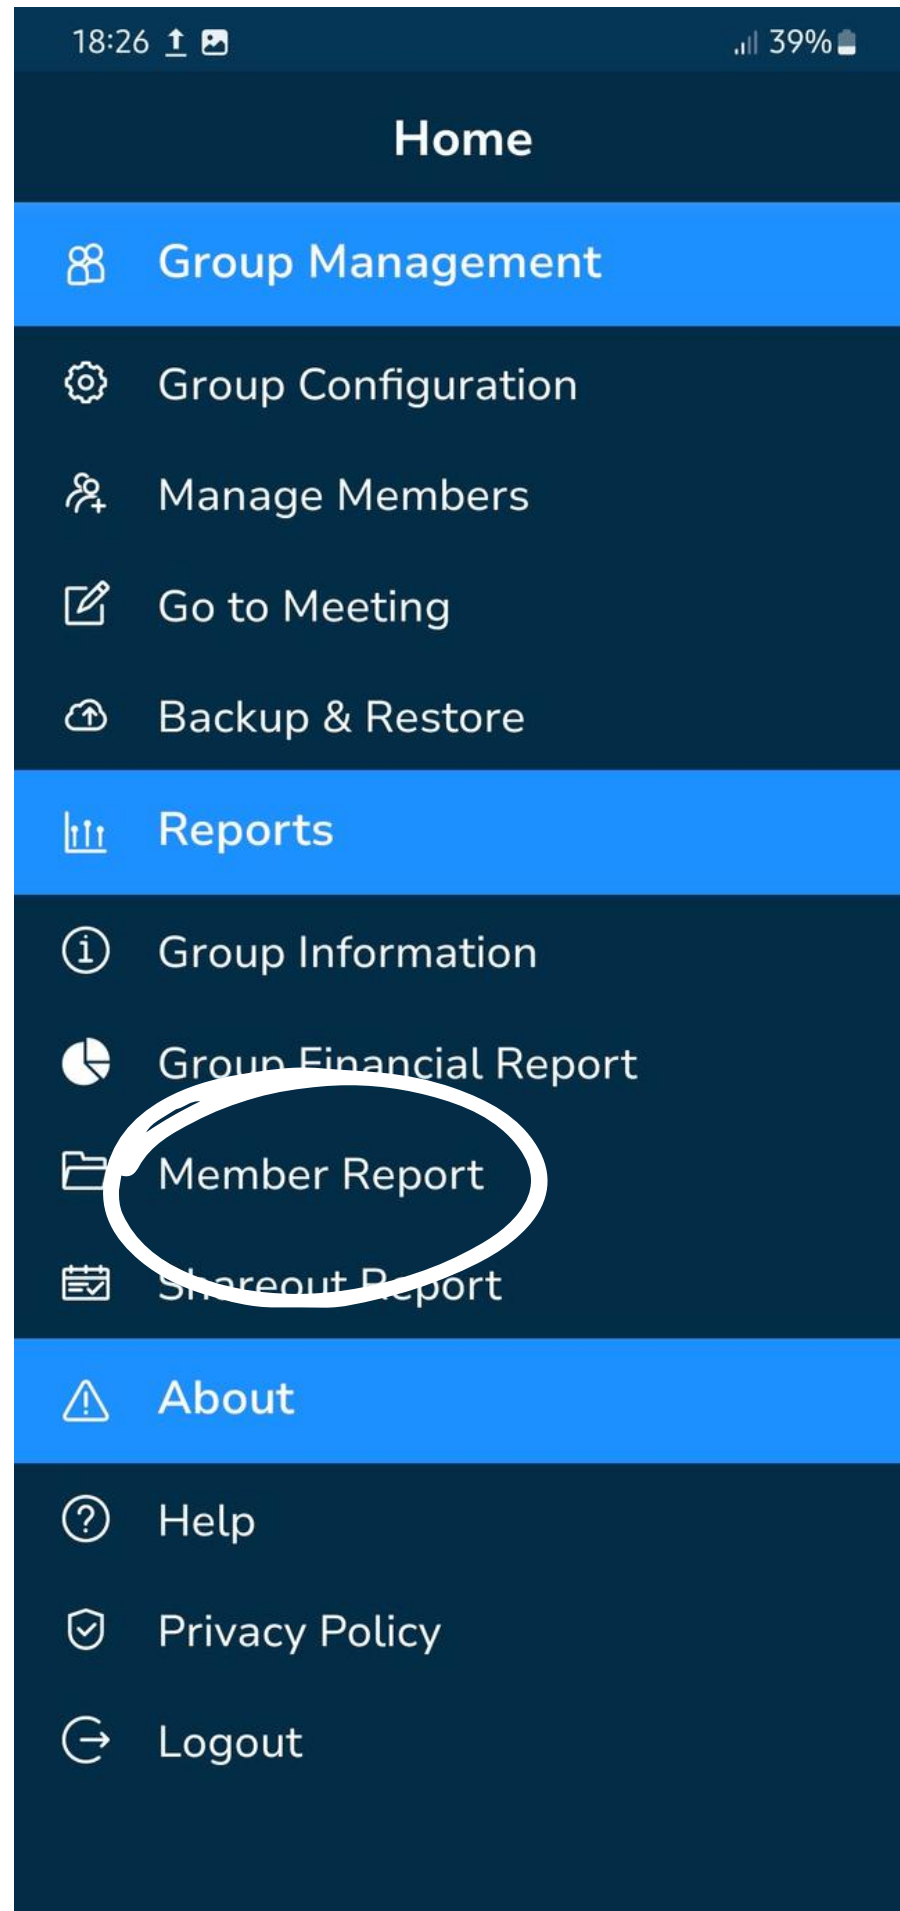 18:26
39%
Home
Group Management
Group Configuration
Manage Members
Go to Meeting
Backup & Restore
Reports
Group Information
Group Financial Report
Member Report
Shareout Report
About
Help
Privacy Policy
Logout